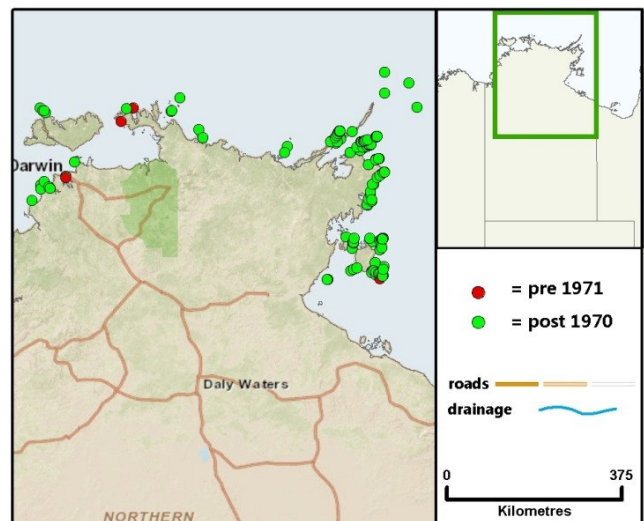 Darwin
Daly Waters
NORTHERN
= pre 1971
= post 1970
roads
drainage
0 375
Kilometres